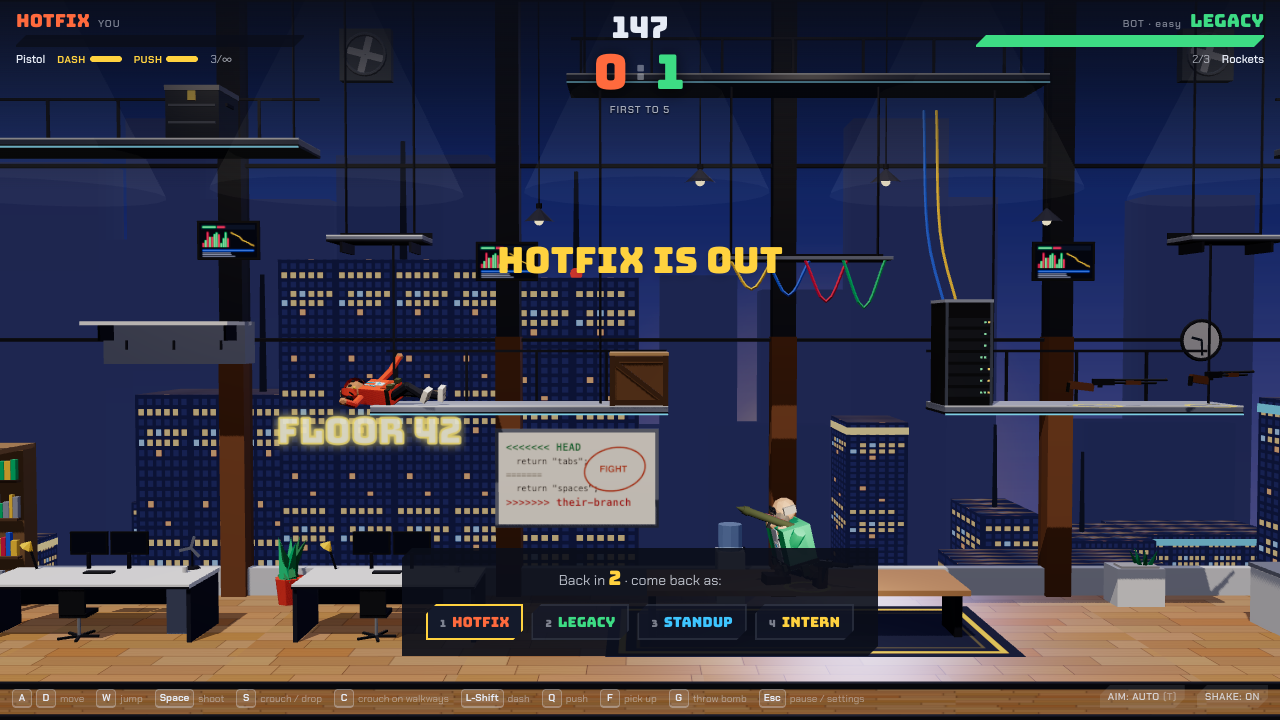 HOTFIX YOU
147
BOT · easy LEGACY
Pistol DASH PUSH 3/∞
0 : 1
2/3 Rockets
FIRST TO 5
HOTFIX IS OUT
FLOOR 42
<<<<<<< HEAD
return "tabs";
=======
return "spaces";
>>>>>>> their-branch
FIGHT
Back in 2 · come back as:
1 HOTFIX 2 LEGACY 3 STANDUP 4 INTERN
A D move W jump Space shoot S crouch / drop C crouch on walkways L-Shift dash Q push F pick up G throw bomb Esc pause / settings AIM: AUTO [T] SHAKE: ON